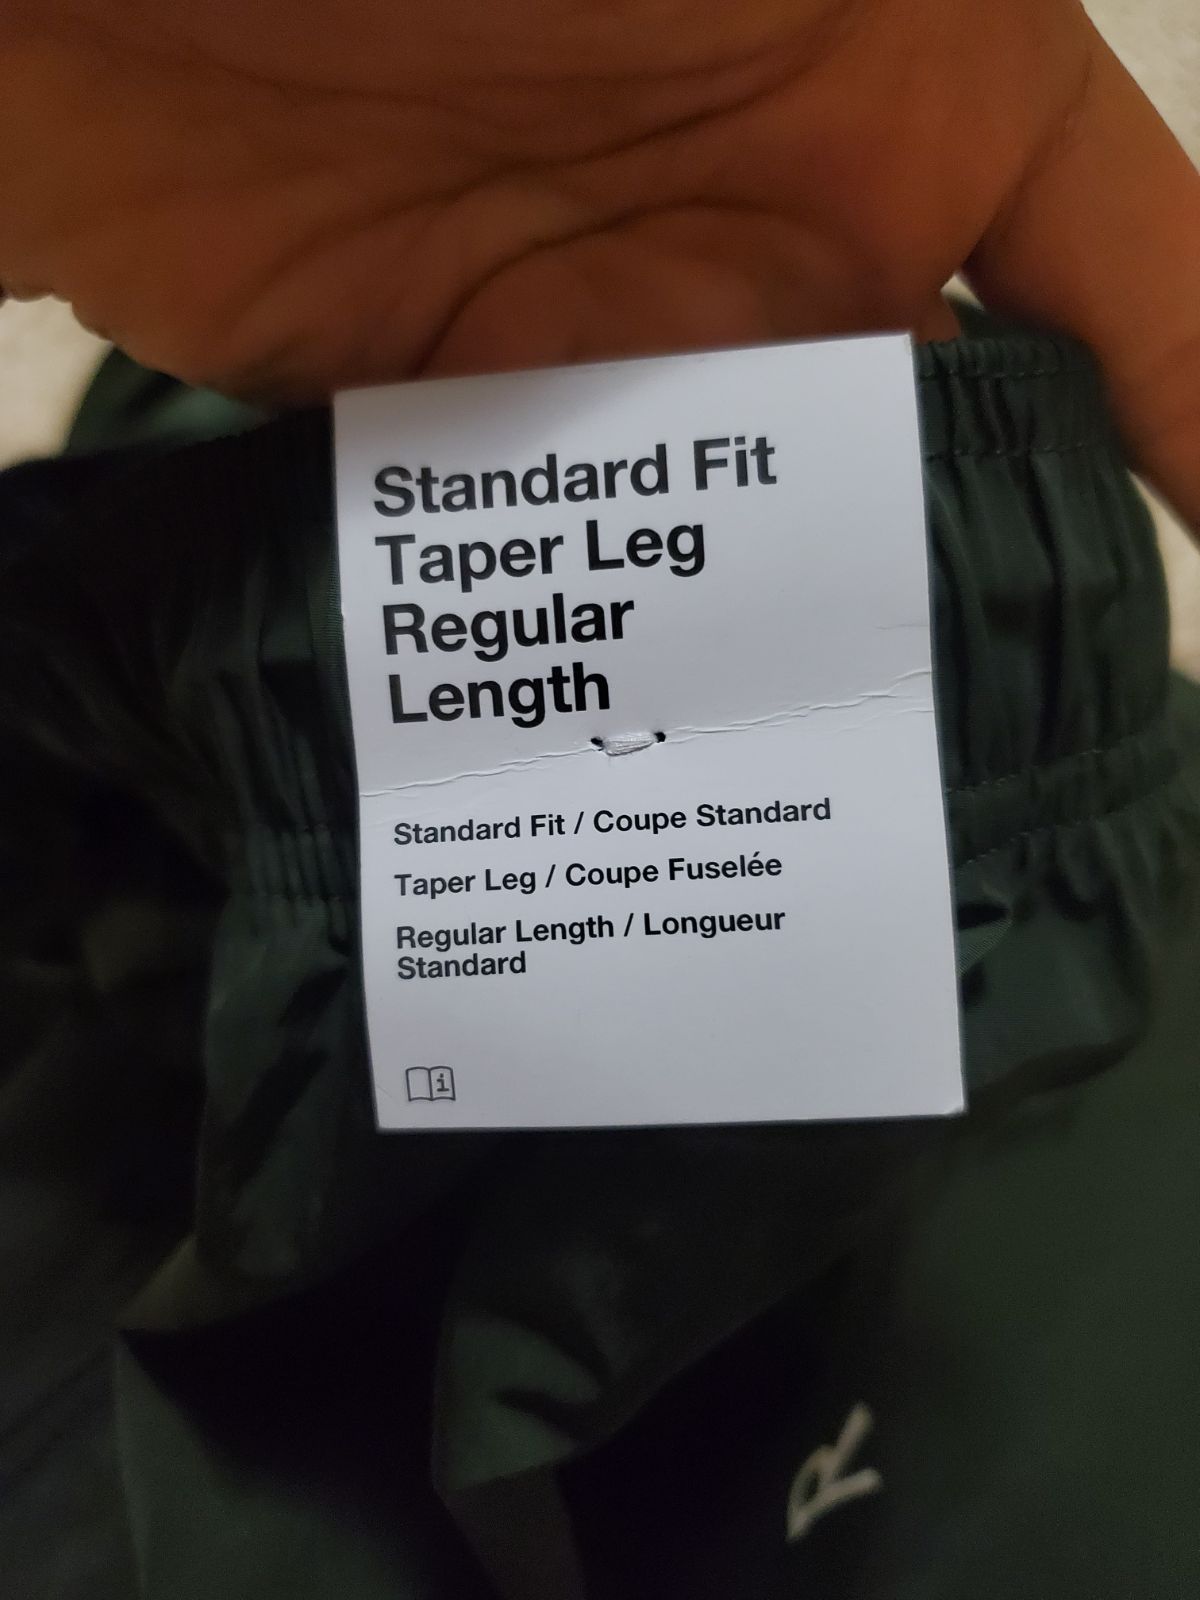 Standard Fit
Taper Leg
Regular
Length
Standard Fit / Coupe Standard
Taper Leg / Coupe Fuselée
Regular Length / Longueur
Standard
i
R